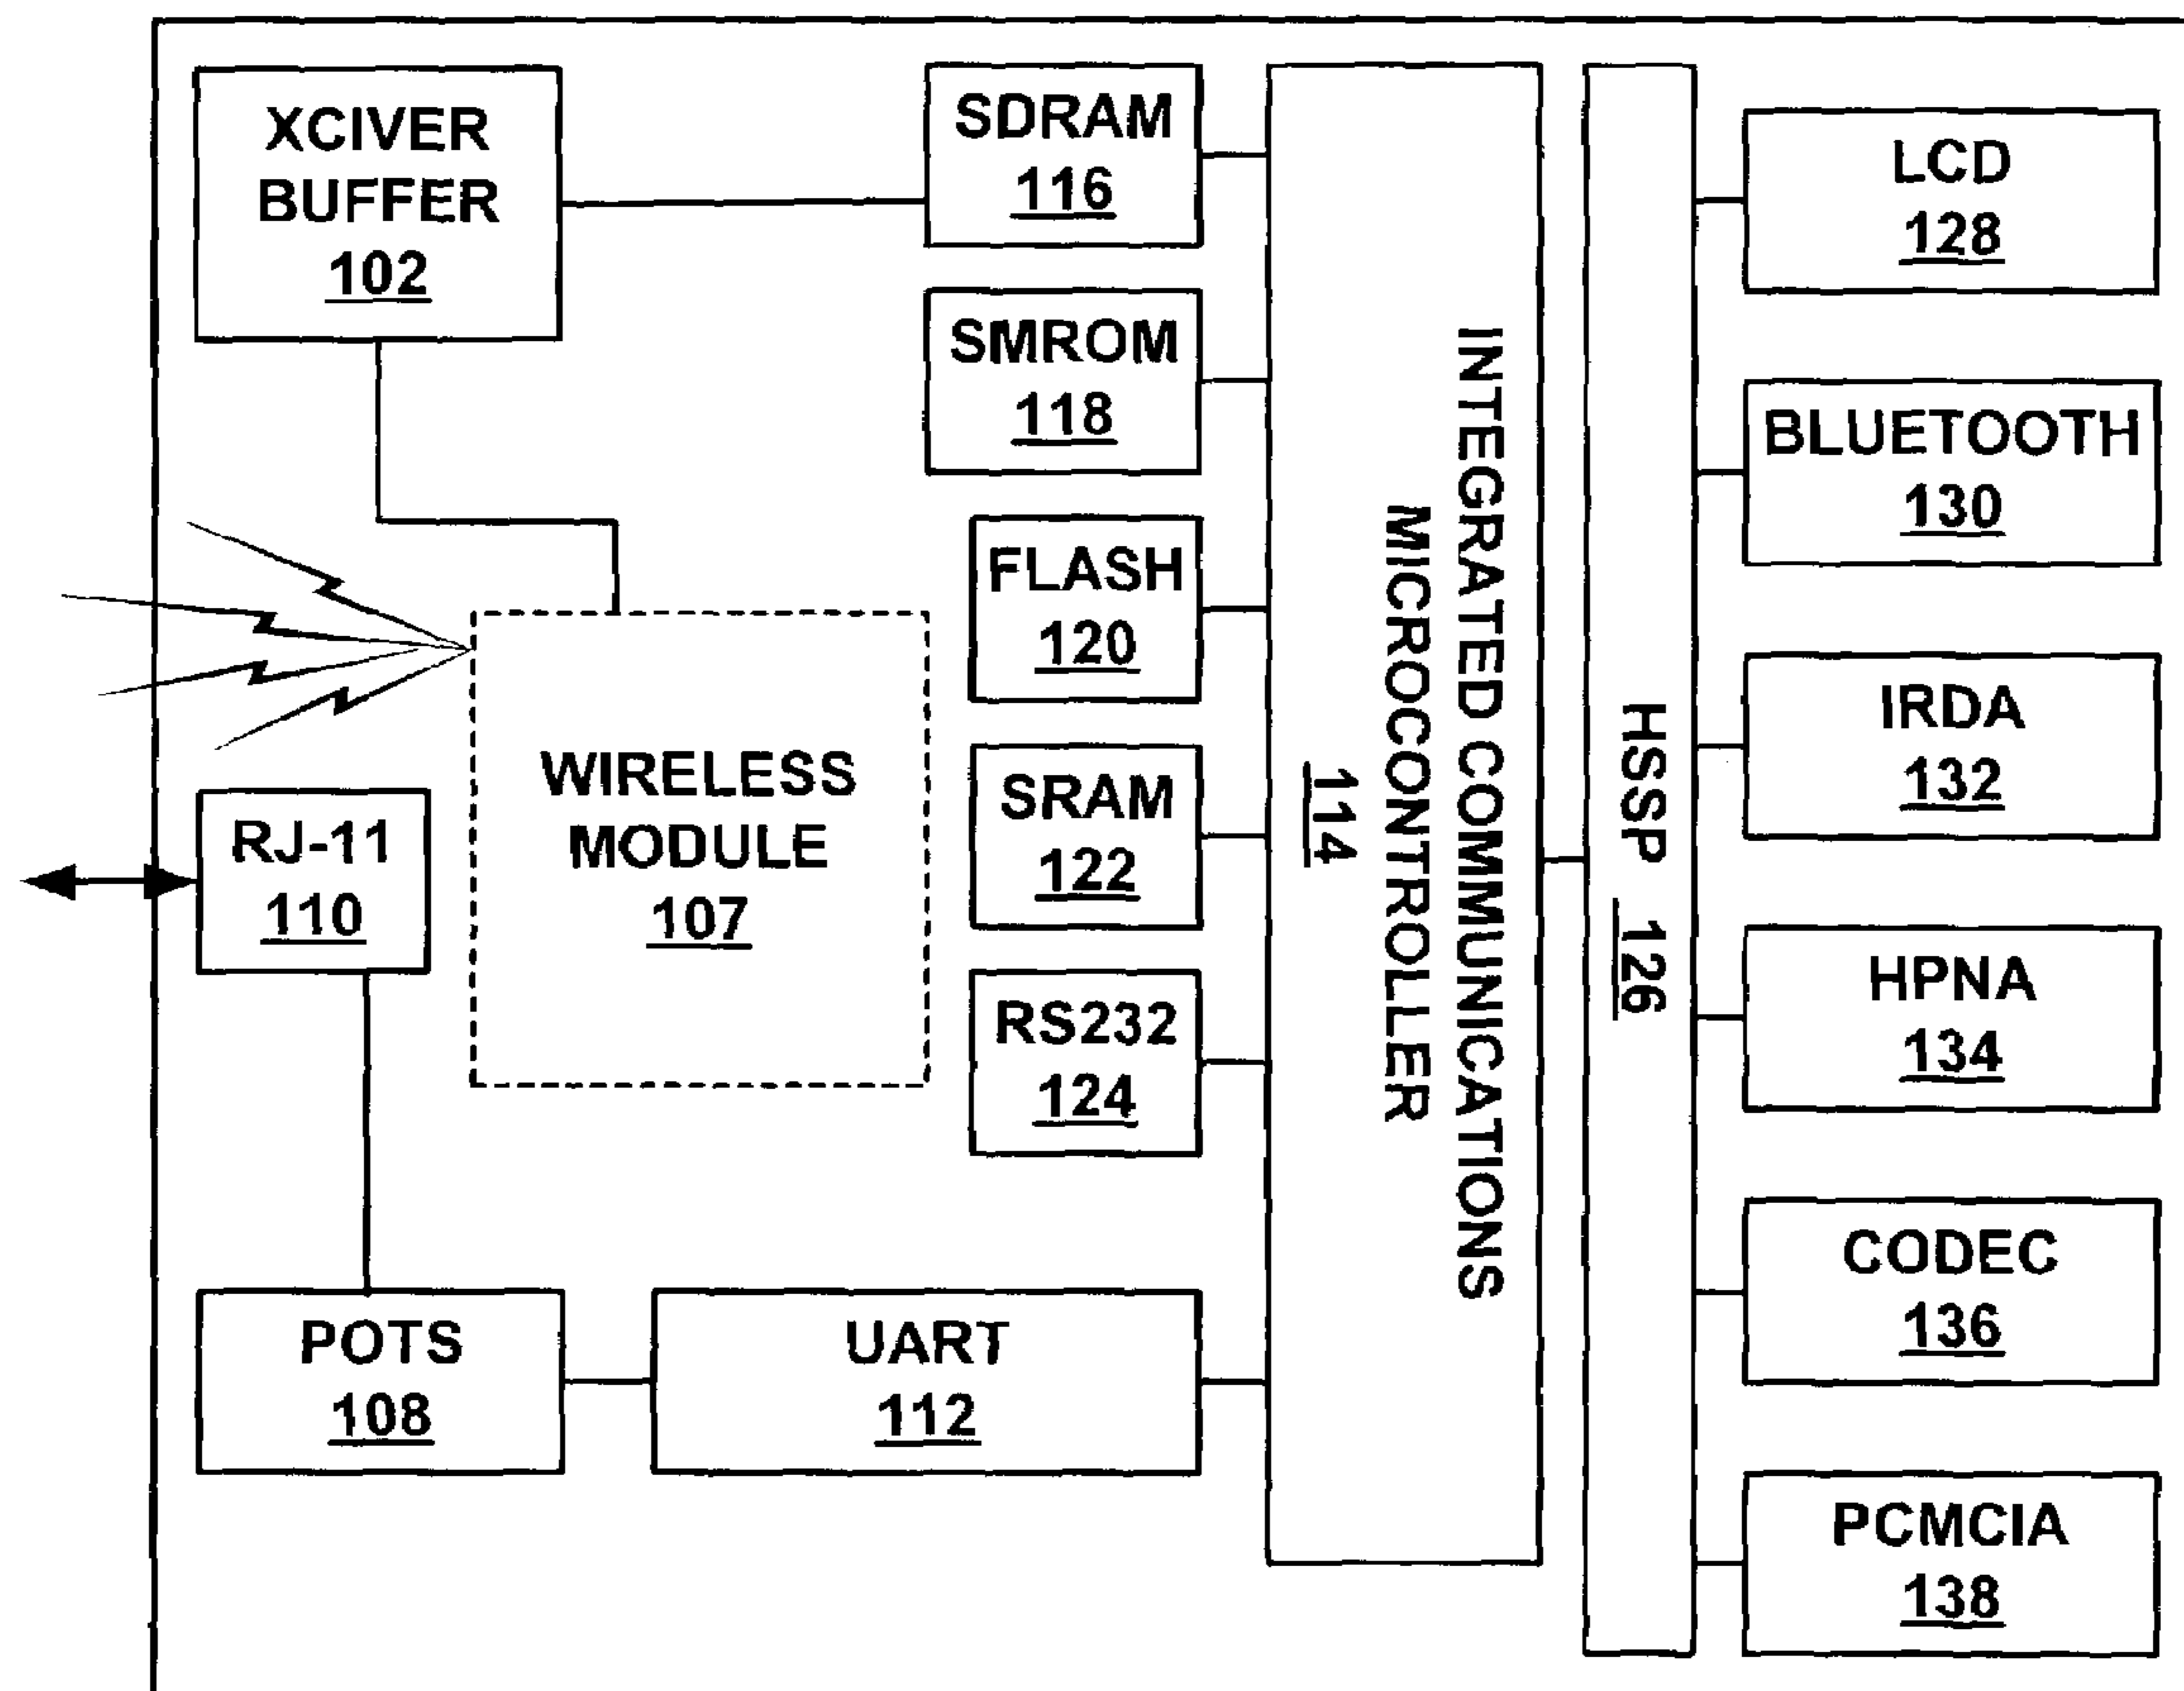 XCIVER
BUFFER
102
SDRAM
116
SMROM
118
FLASH
120
SRAM
122
RS232
124
WIRELESS
MODULE
107
RJ-11
110
POTS
108
UART
112
INTEGRATED COMMUNICATIONS
MICROCONTROLLER
114
HSSP 126
LCD
128
BLUETOOTH
130
IRDA
132
HPNA
134
CODEC
136
PCMCIA
138